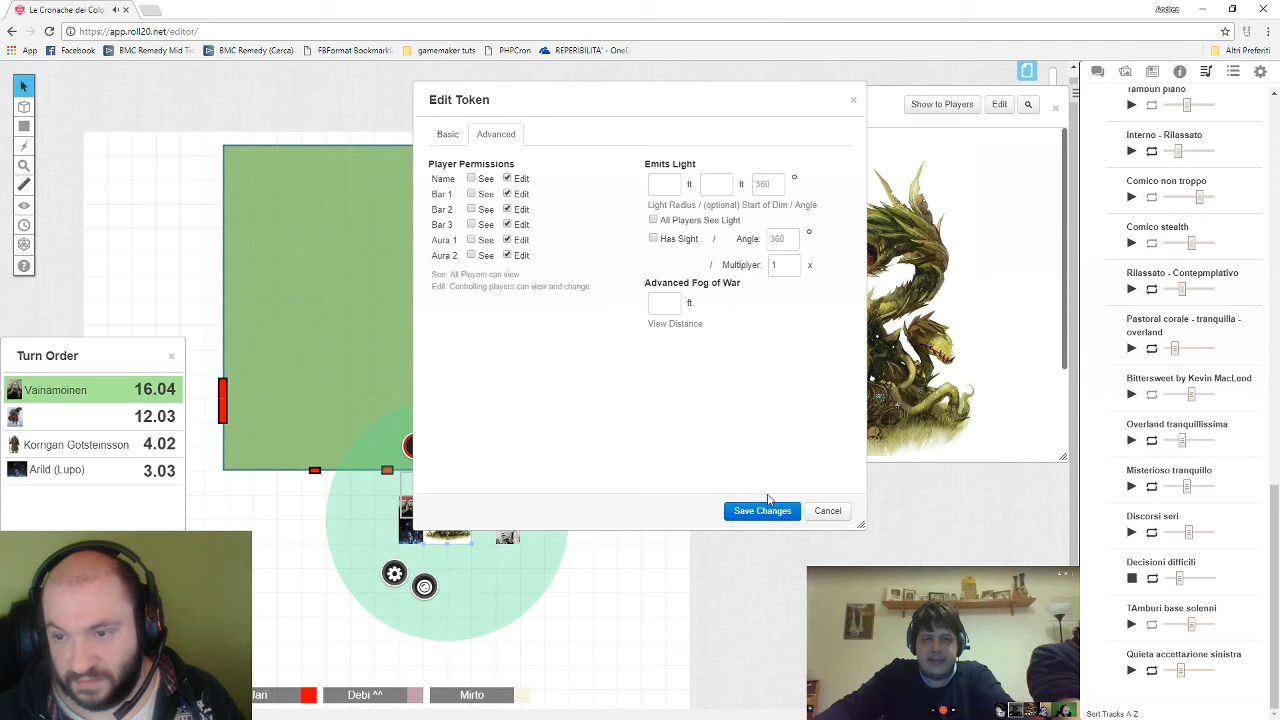 Le Cronache dei Colo
Andrea
https://app.roll20.net/editor/
App
Facebook
BMC Remedy Mid Tie
BMC Remedy (Cerca)
FBFormat Bookmarkl
gamemaker tuts
PHPCron
REPERIBILITA' - OneD
Altri Preferiti
Edit Token
Basic
Advanced
Player Permissions
Name See Edit
Bar 1 See Edit
Bar 2 See Edit
Bar 3 See Edit
Aura 1 See Edit
Aura 2 See Edit
See: All Players can view
Edit: Controlling players can view and change
Emits Light
ft. ft. 360 °
Light Radius / (optional) Start of Dim / Angle
All Players See Light
Has Sight / Angle: 360 °
/ Multiplyer: 1 x
Advanced Fog of War
ft.
View Distance
Save Changes
Cancel
Show to Players
Edit
Turn Order
Väinämöinen 16.04
12.03
Korrigan Gotsteinsson 4.02
Arild (Lupo) 3.03
Jari
Debi ^^
Mirto
Tamburi piano
Interno - Rilassato
Comico non troppo
Comico stealth
Rilassato - Contepmplativo
Pastoral corale - tranquilla -
overland
Bittersweet by Kevin MacLeod
Overland tranquillissima
Misterioso tranquillo
Discorsi seri
Decisioni difficili
TAmburi base solenni
Quieta accettazione sinistra
Sort Tracks A-Z